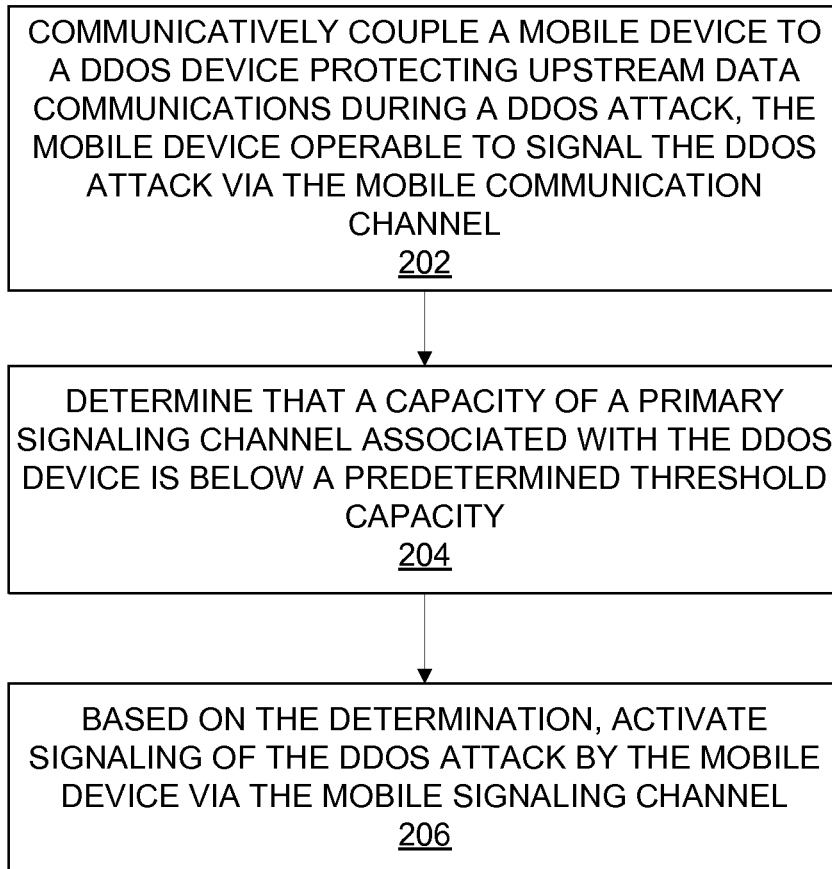 COMMUNICATIVELY COUPLE A MOBILE DEVICE TO
A DDOS DEVICE PROTECTING UPSTREAM DATA
COMMUNICATIONS DURING A DDOS ATTACK, THE
MOBILE DEVICE OPERABLE TO SIGNAL THE DDOS
ATTACK VIA THE MOBILE COMMUNICATION
CHANNEL
202
DETERMINE THAT A CAPACITY OF A PRIMARY
SIGNALING CHANNEL ASSOCIATED WITH THE DDOS
DEVICE IS BELOW A PREDETERMINED THRESHOLD
CAPACITY
204
BASED ON THE DETERMINATION, ACTIVATE
SIGNALING OF THE DDOS ATTACK BY THE MOBILE
DEVICE VIA THE MOBILE SIGNALING CHANNEL
206